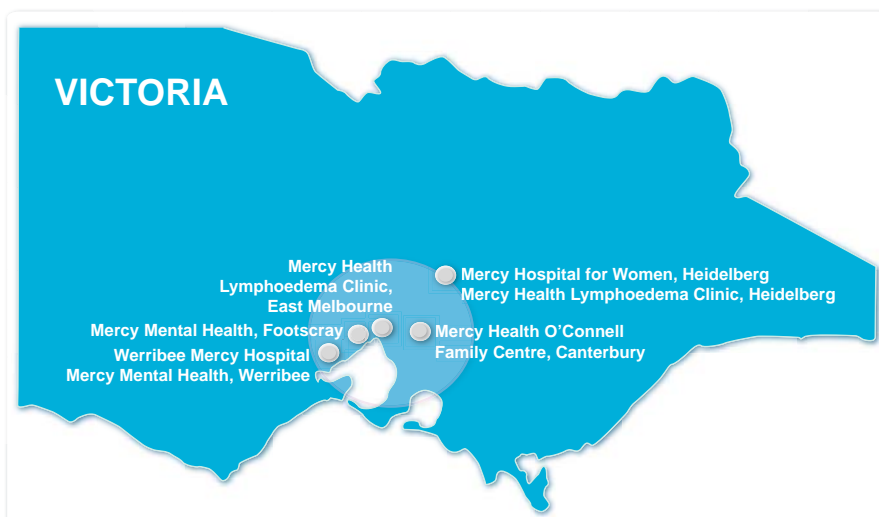 VICTORIA
Mercy Health
Lymphoedema Clinic,
East Melbourne
Mercy Mental Health, Footscray
Werribee Mercy Hospital
Mercy Mental Health, Werribee
Mercy Hospital for Women, Heidelberg
Mercy Health Lymphoedema Clinic, Heidelberg
Mercy Health O'Connell
Family Centre, Canterbury